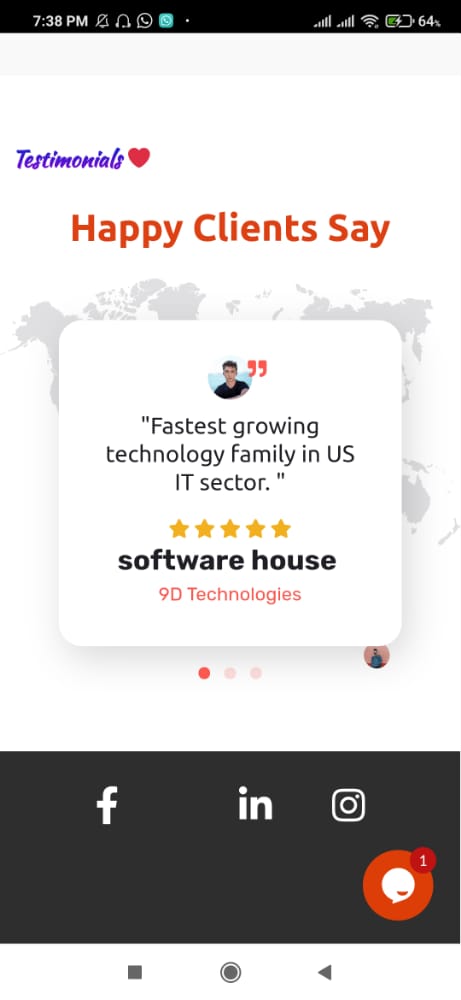 7:38 PM 64%
Testimonials
Happy Clients Say
"Fastest growing
technology family in US
IT sector. "
software house
9D Technologies
in
1